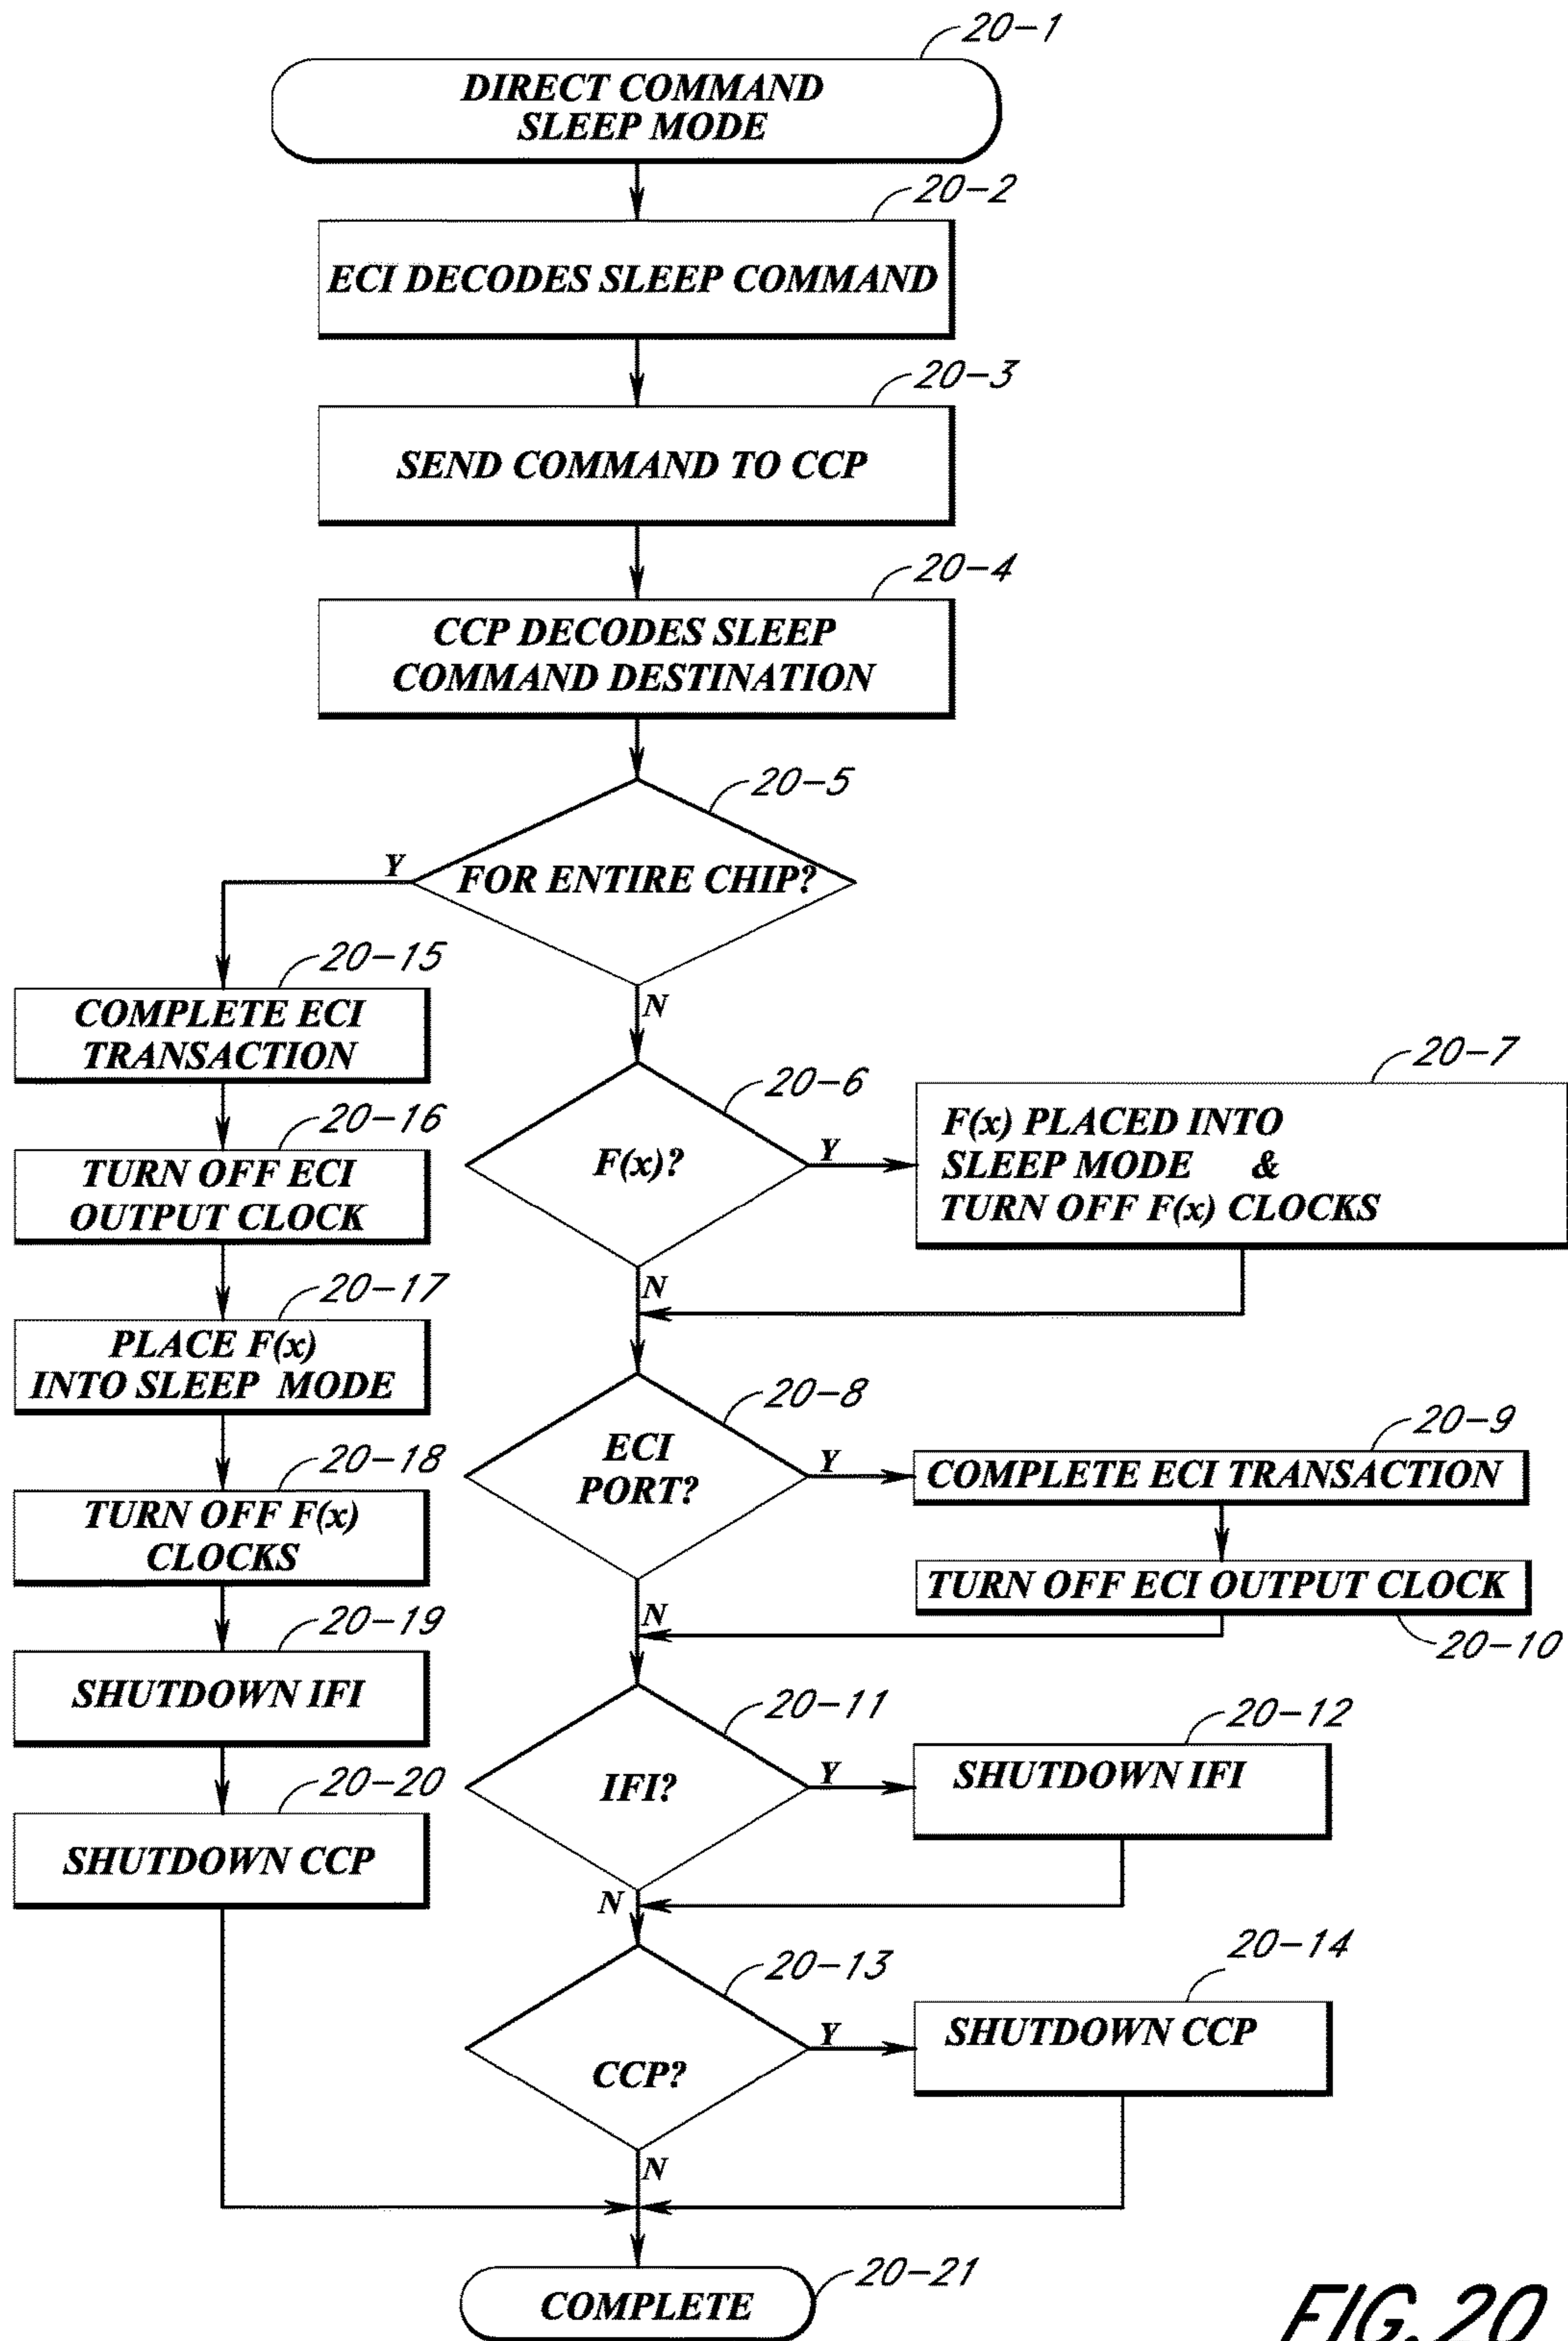 20-1
DIRECT COMMAND
SLEEP MODE
20-2
ECI DECODES SLEEP COMMAND
20-3
SEND COMMAND TO CCP
20-4
CCP DECODES SLEEP
COMMAND DESTINATION
20-5
FOR ENTIRE CHIP?
Y
N
20-15
COMPLETE ECI
TRANSACTION
20-16
TURN OFF ECI
OUTPUT CLOCK
20-17
PLACE F(x)
INTO SLEEP MODE
20-18
TURN OFF F(x)
CLOCKS
20-19
SHUTDOWN IFI
20-20
SHUTDOWN CCP
20-6
F(x)?
Y
N
20-7
F(x) PLACED INTO
SLEEP MODE &
TURN OFF F(x) CLOCKS
20-8
ECI
PORT?
Y
N
20-9
COMPLETE ECI TRANSACTION
TURN OFF ECI OUTPUT CLOCK
20-10
20-11
IFI?
Y
N
20-12
SHUTDOWN IFI
20-13
CCP?
Y
N
20-14
SHUTDOWN CCP
20-21
COMPLETE
FIG. 20